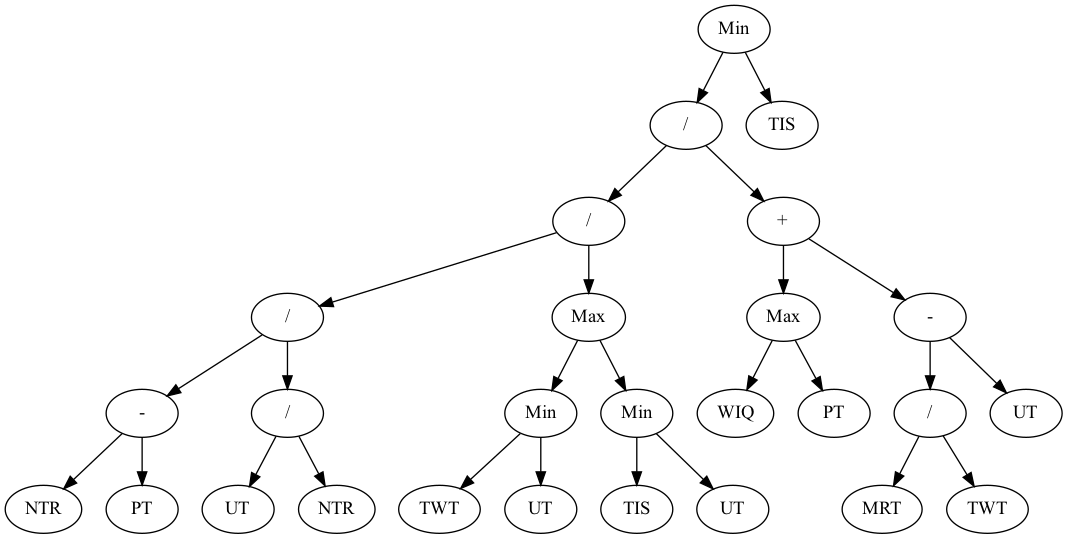 Min
/ TIS
/ +
/ Max Max -
- / Min Min WIQ PT / UT
NTR PT UT NTR TWT UT TIS UT MRT TWT